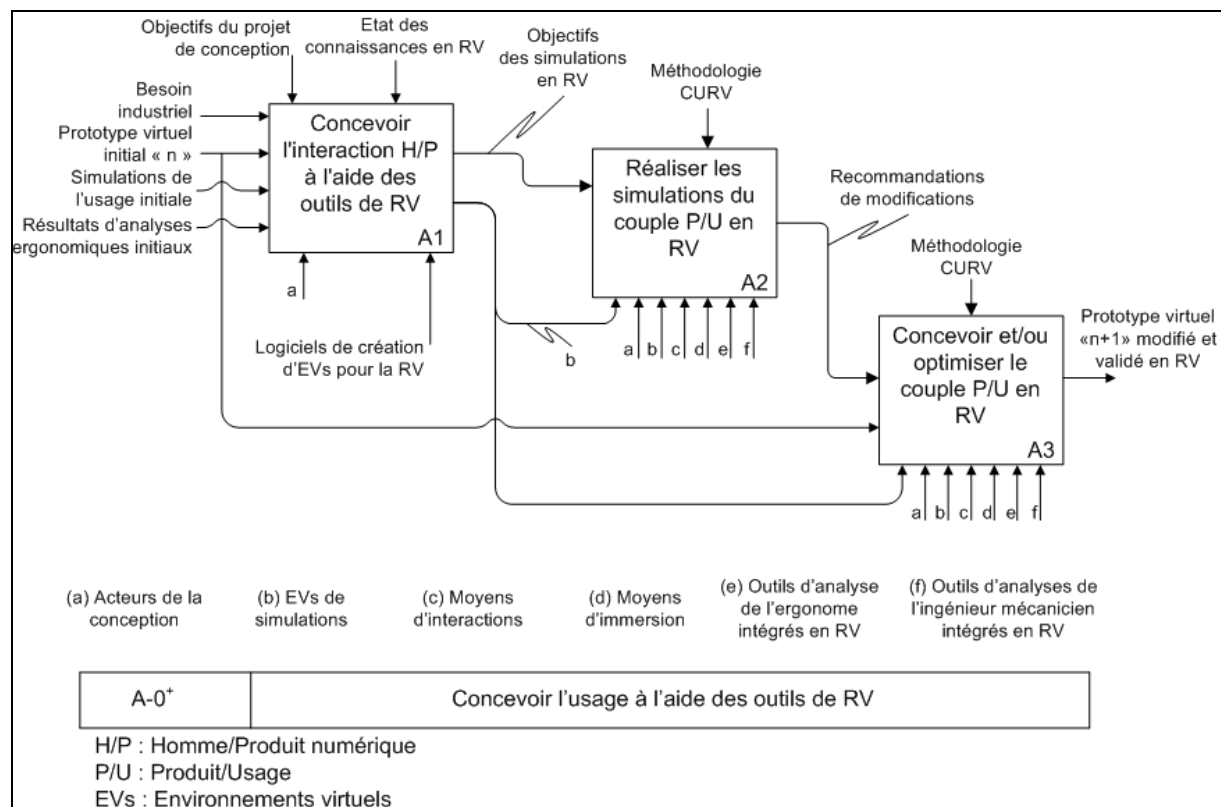 Objectifs du projet
de conception
Etat des
connaissances en RV
Objectifs
des simulations
en RV
Méthodologie
CURV
Besoin
industriel
Prototype virtuel
initial « n »
Simulations de
l'usage initiale
Résultats d'analyses
ergonomiques initiaux
Concevoir
l'interaction H/P
à l'aide des
outils de RV
A1
a
Logiciels de création
d'EVs pour la RV
Réaliser les
simulations du
couple P/U en
RV
A2
b
a b c d e f
Recommandations
de modifications
Méthodologie
CURV
Concevoir et/ou
optimiser le
couple P/U en
RV
A3
Prototype virtuel
«n+1» modifié et
validé en RV
a b c d e f
(a) Acteurs de la
conception
(b) EVs de
simulations
(c) Moyens
d'interactions
(d) Moyens
d'immersion
(e) Outils d'analyse
de l'ergonome
intégrés en RV
(f) Outils d'analyses de
l'ingénieur mécanicien
intégrés en RV
A-0+
Concevoir l'usage à l'aide des outils de RV
H/P : Homme/Produit numérique
P/U : Produit/Usage
EVs : Environnements virtuels